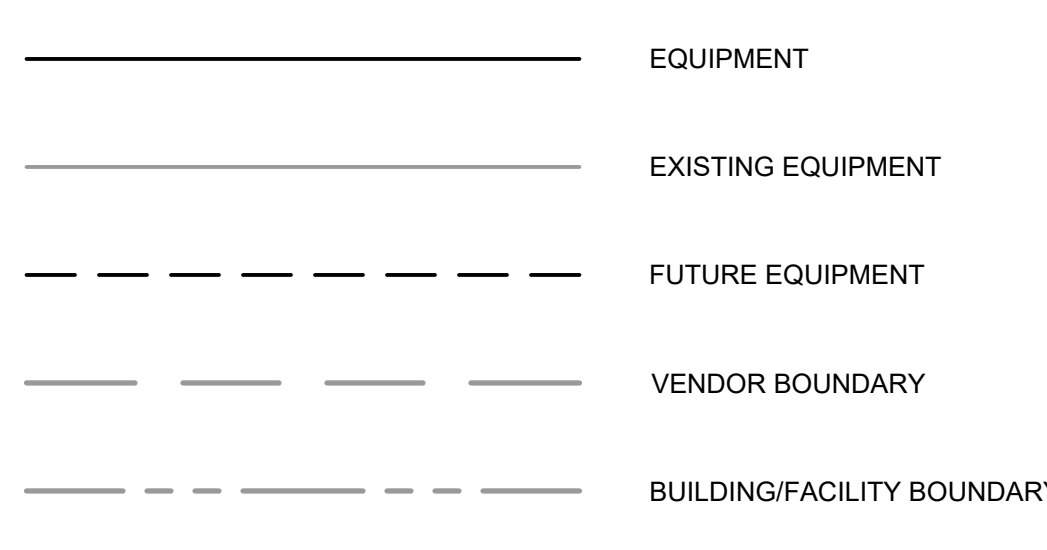 EQUIPMENT
EXISTING EQUIPMENT
FUTURE EQUIPMENT
VENDOR BOUNDARY
BUILDING/FACILITY BOUNDARY